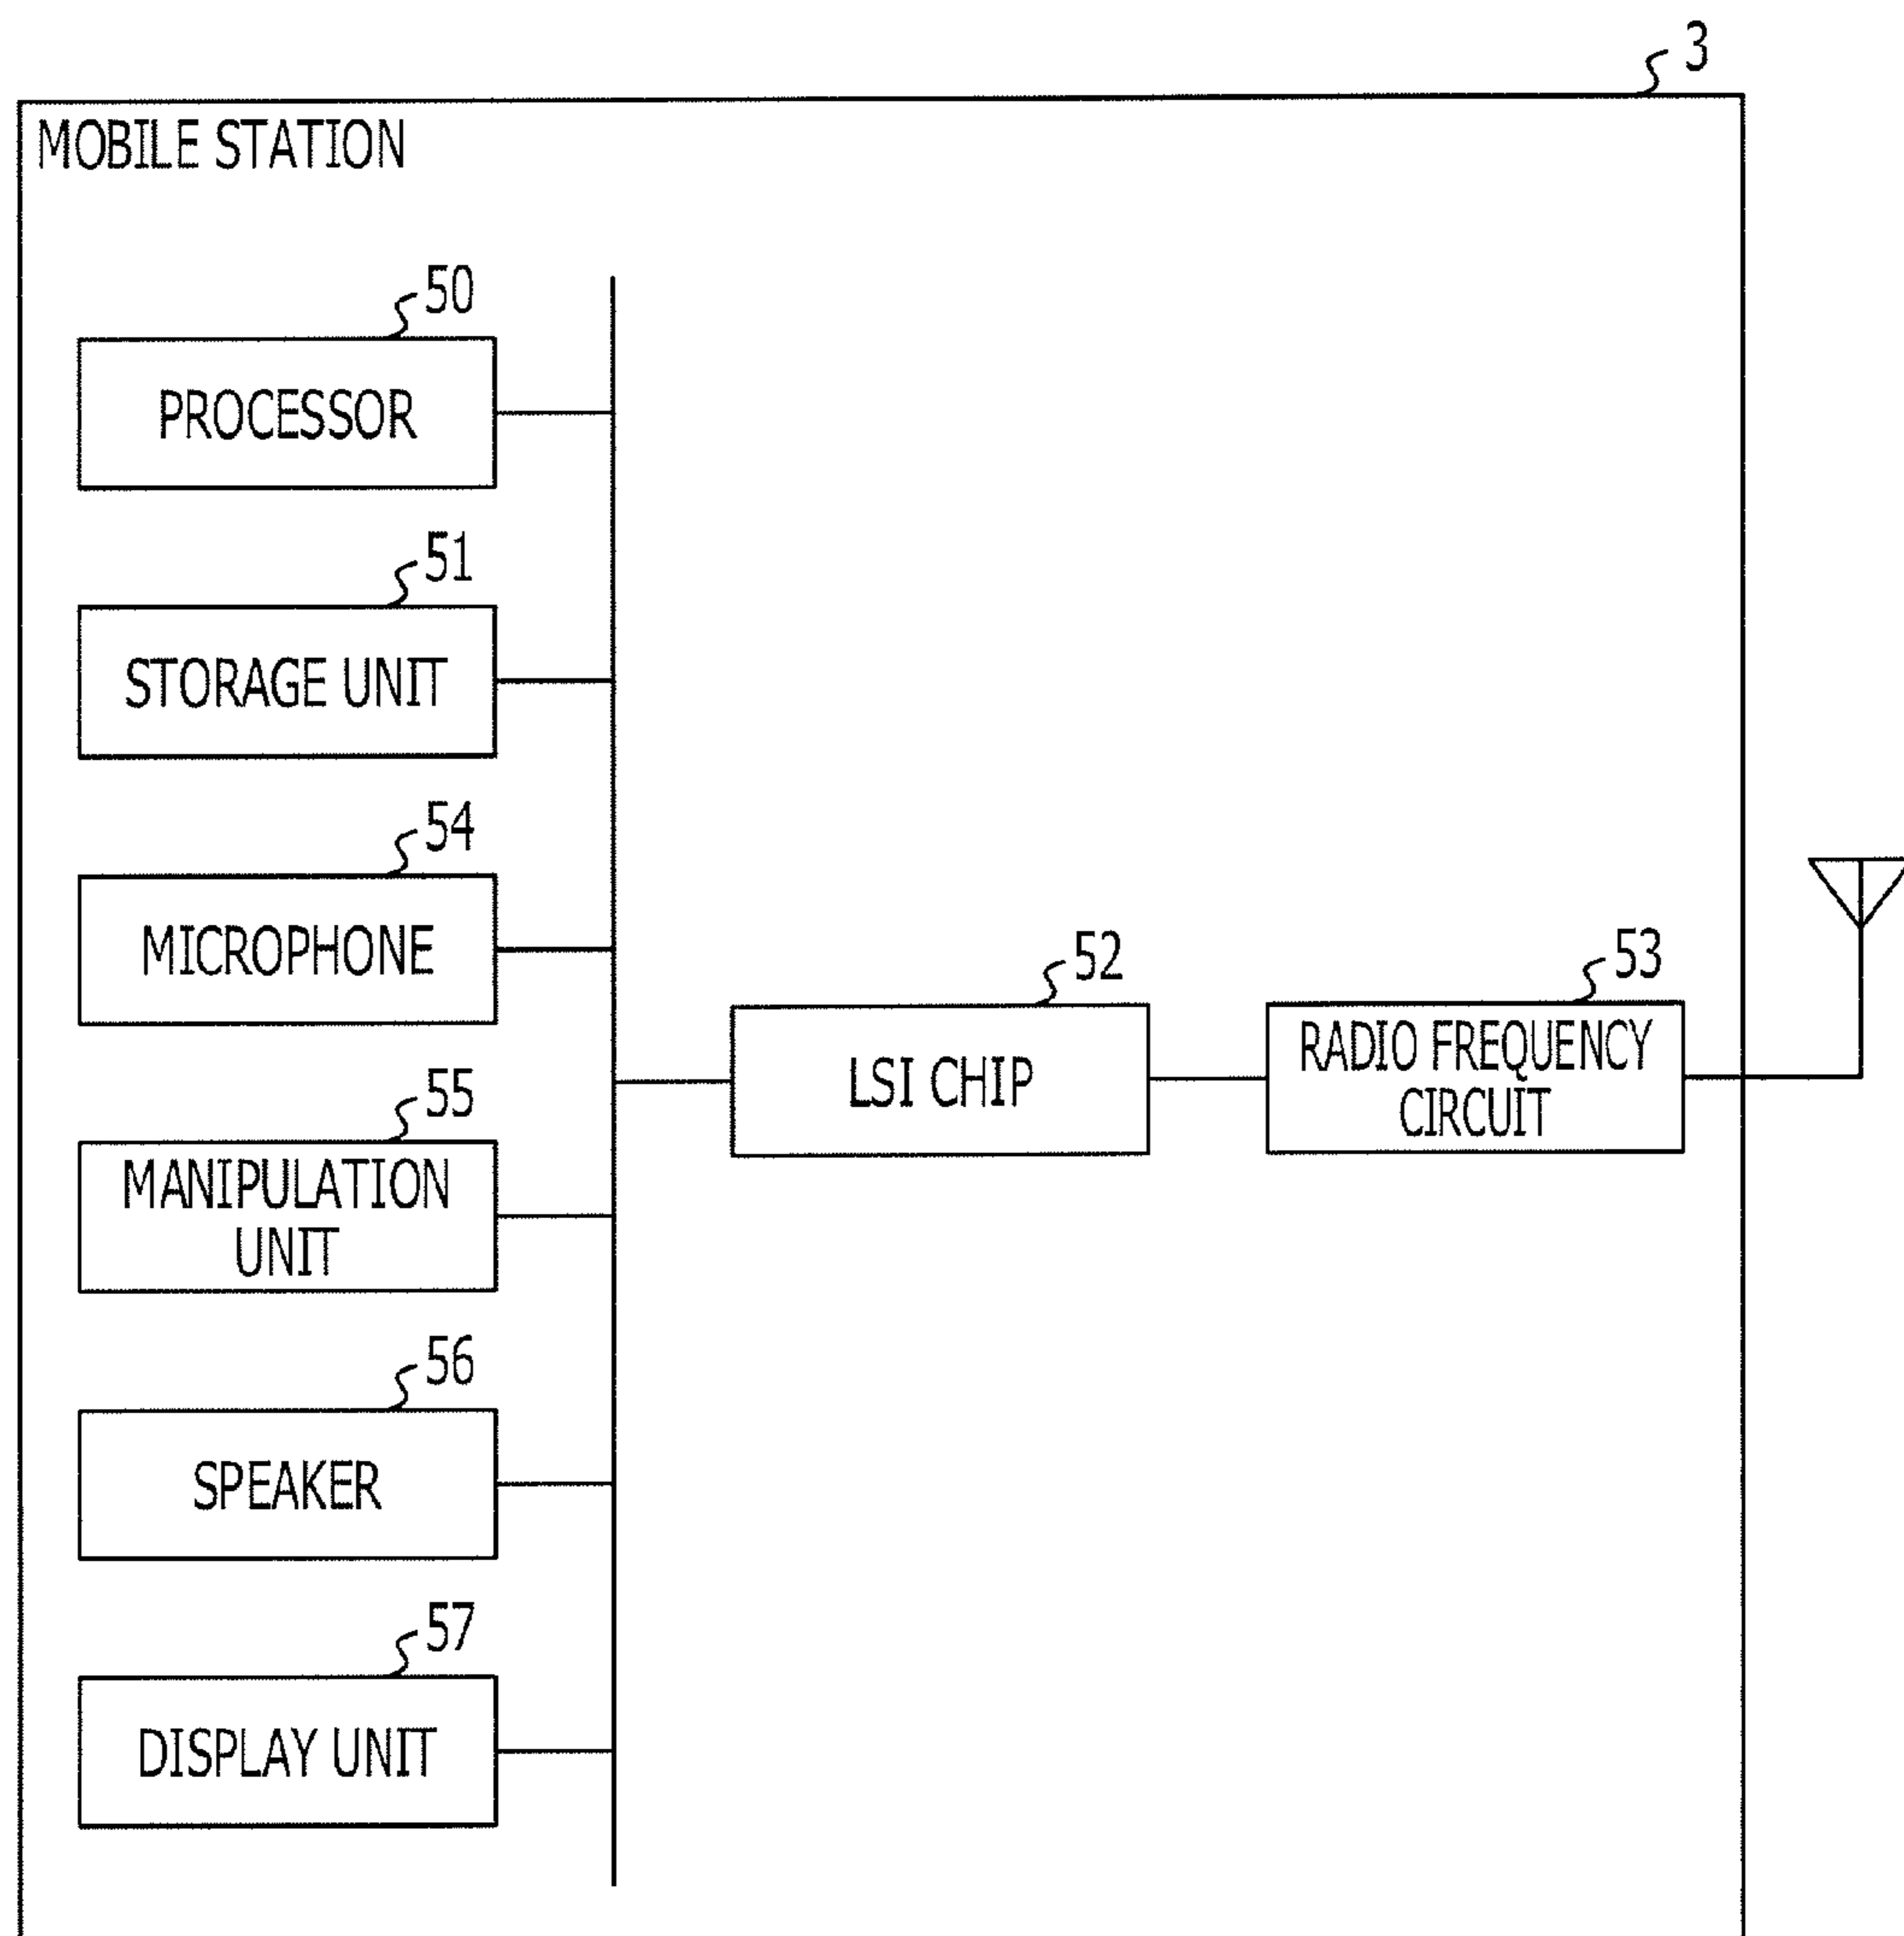 3
MOBILE STATION
50
PROCESSOR
51
STORAGE UNIT
54
MICROPHONE
55
MANIPULATION
UNIT
56
SPEAKER
57
DISPLAY UNIT
52
LSI CHIP
53
RADIO FREQUENCY
CIRCUIT